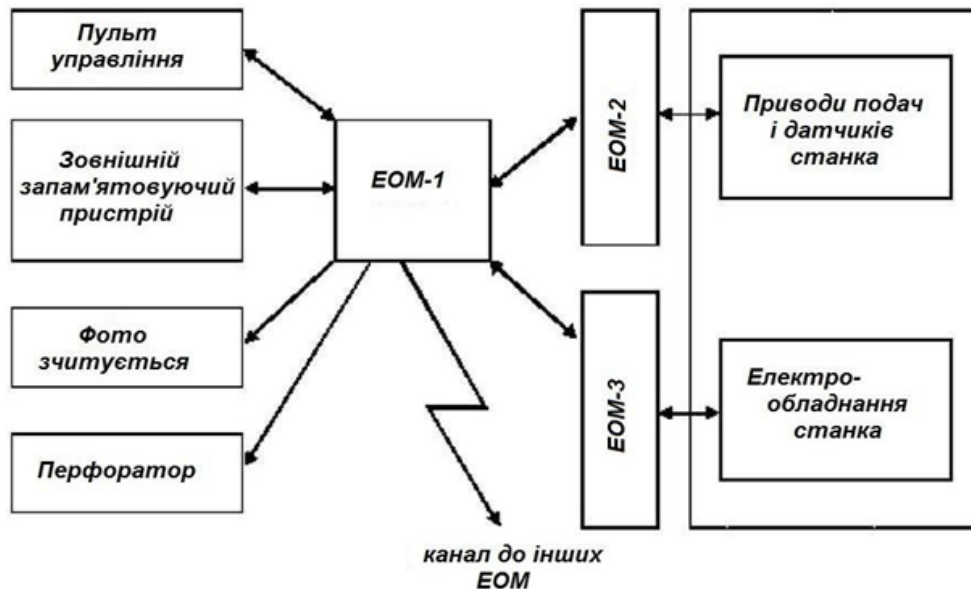 Пульт
управління
Зовнішній
запам'ятовуючий
пристрій
Фото
зчитується
Перфоратор
ЕОМ-1
ЕОМ-2
ЕОМ-3
Приводи подач
і датчиків
станка
Електро-
обладнання
станка
канал до інших
ЕОМ